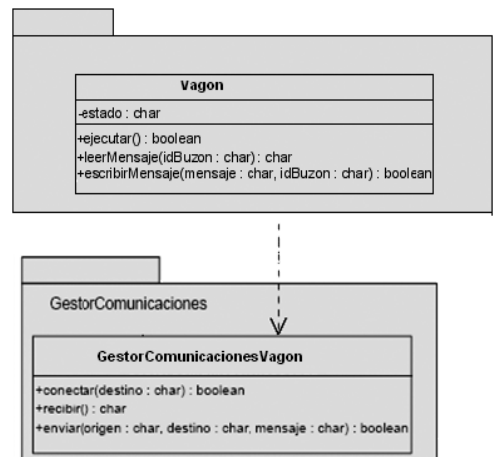 Vagon
-estado : char
+ejecutar() : boolean
+leerMensaje(idBuzon : char) : char
+escribirMensaje(mensaje : char, idBuzon : char) : boolean
GestorComunicaciones
GestorComunicacionesVagon
+conectar(destino : char) : boolean
+recibir() : char
+enviar(origen : char, destino : char, mensaje : char) : boolean